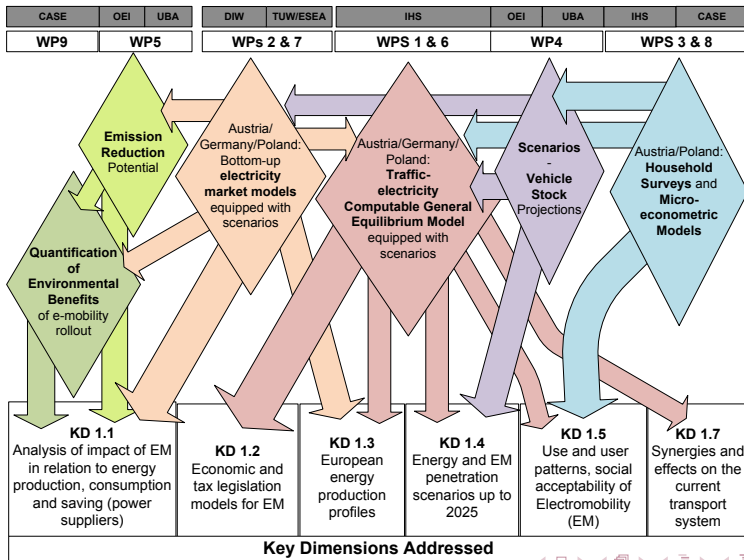 CASE OEI UBA DIW TUW/ESEA IHS OEI UBA IHS CASE
WP9 WP5 WPs 2 & 7 WPS 1 & 6 WP4 WPS 3 & 8
Emission
Reduction
Potential
Austria/
Germany/Poland:
Bottom-up
electricity
market models
equipped with
scenarios
Austria/Germany/
Poland:
Traffic-
electricity
Computable General
Equilibrium Model
equipped with
scenarios
Scenarios
-
Vehicle
Stock
Projections
Austria/Poland:
Household
Surveys and
Micro-
econometric
Models
Quantification
of
Environmental
Benefits
of e-mobility
rollout
KD 1.1
Analysis of impact of EM
in relation to energy
production, consumption
and saving (power
suppliers)
KD 1.2
Economic and
tax legislation
models for EM
KD 1.3
European
energy
production
profiles
KD 1.4
Energy and EM
penetration
scenarios up to
2025
KD 1.5
Use and user
patterns, social
acceptability of
Electromobility
(EM)
KD 1.7
Synergies and
effects on the
current
transport
system
Key Dimensions Addressed